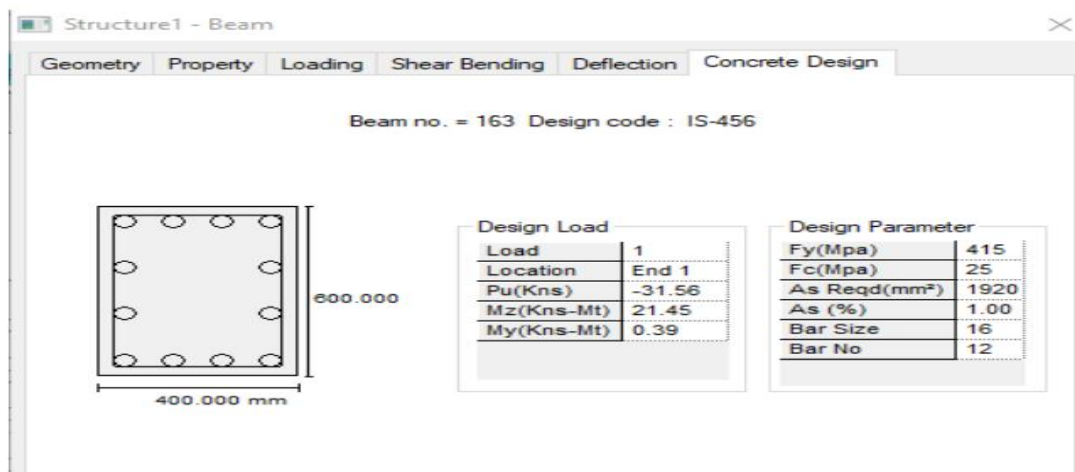 Structure1 - Beam
Geometry Property Loading Shear Bending Deflection Concrete Design
Beam no. = 163 Design code : IS-456
600.000
400.000 mm
Design Load
Load 1
Location End 1
Pu(Kns) -31.56
Mz(Kns-Mt) 21.45
My(Kns-Mt) 0.39
Design Parameter
Fy(Mpa) 415
Fc(Mpa) 25
As Reqd(mm²) 1920
As (%) 1.00
Bar Size 16
Bar No 12